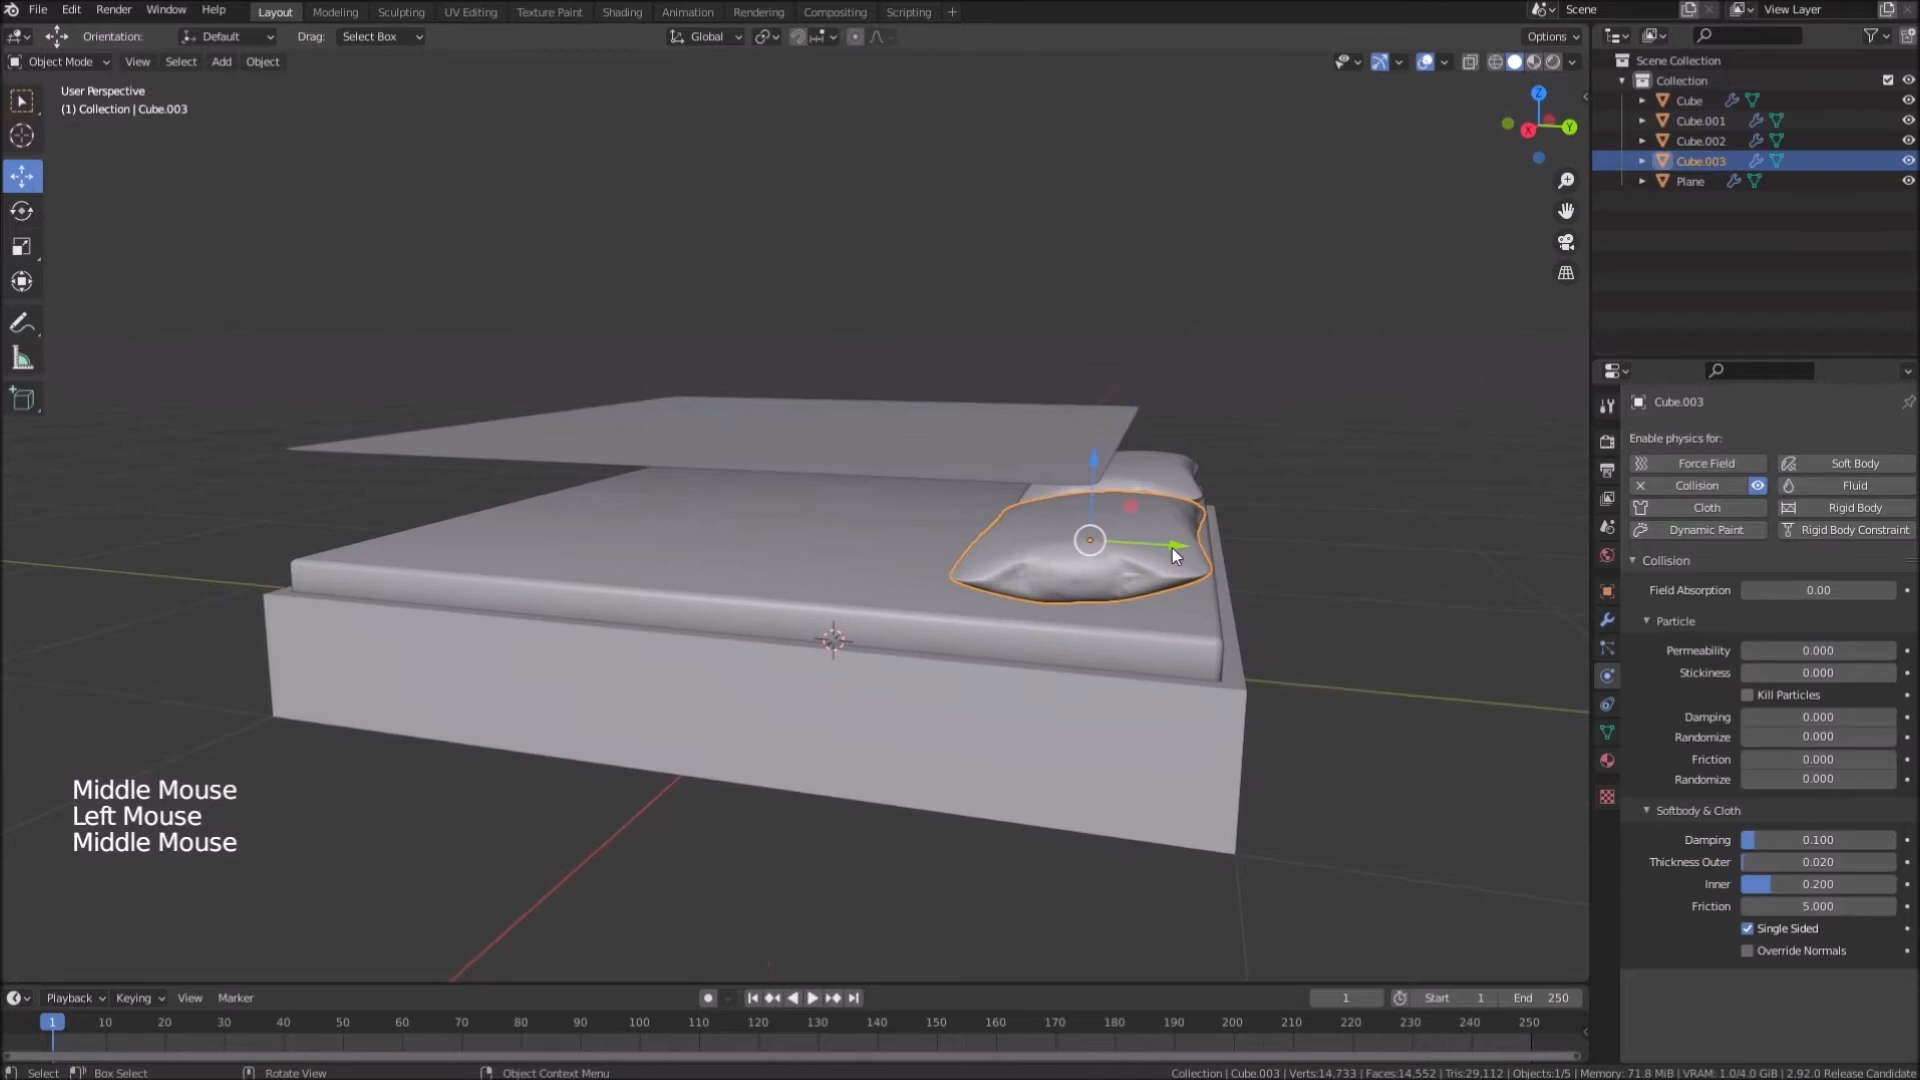 File Edit Render Window Help Layout Modeling Sculpting UV Editing Texture Paint Shading Animation Rendering Compositing Scripting + Scene View Layer
Orientation: Default Drag: Select Box Global Options
Object Mode View Select Add Object
User Perspective
(1) Collection | Cube.003
Z
X
Y
Scene Collection
Collection
Cube
Cube.001
Cube.002
Cube.003
Plane
Cube.003
Enable physics for:
Force Field Soft Body
Collision Fluid
Cloth Rigid Body
Dynamic Paint Rigid Body Constraint
Collision
Field Absorption 0.00
Particle
Permeability 0.000
Stickiness 0.000
Kill Particles
Damping 0.000
Randomize 0.000
Friction 0.000
Randomize 0.000
Softbody & Cloth
Damping 0.100
Thickness Outer 0.020
Inner 0.200
Friction 5.000
Single Sided
Override Normals
Middle Mouse
Left Mouse
Middle Mouse
Playback Keying View Marker 1 Start 1 End 250
1 10 20 30 40 50 60 70 80 90 100 110 120 130 140 150 160 170 180 190 200 210 220 230 240 250
Select Box Select Rotate View Object Context Menu Collection | Cube.003 | Verts:14,733 | Faces:14,552 | Tris:29,112 | Objects:1/5 | Memory: 71.8 MiB | VRAM: 1.0/4.0 GiB | 2.92.0 Release Candidate